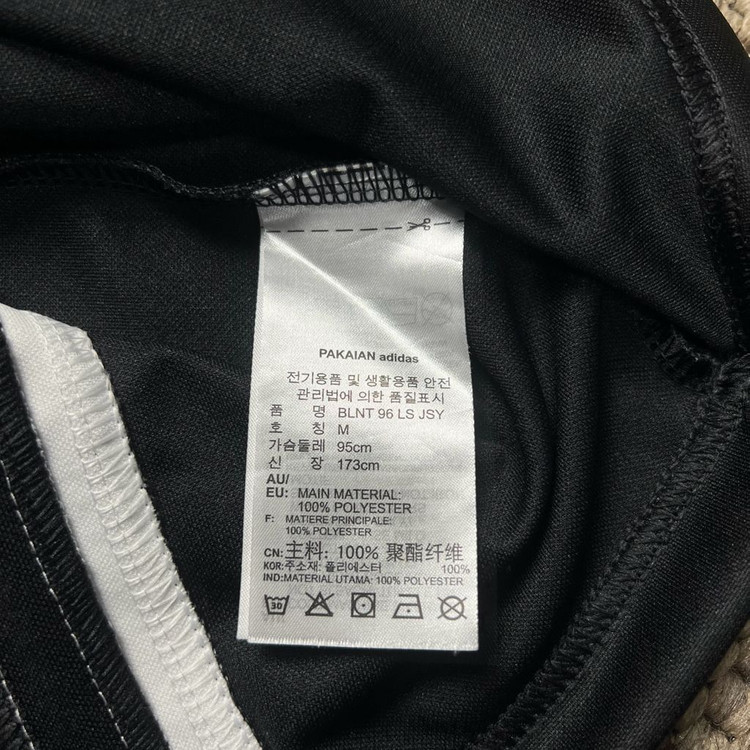 PAKAIAN adidas
전기용품 및 생활용품 안전
관리법에 의한 품질표시
품 명 BLNT 96 LS JSY
호 칭 M
가슴둘레 95cm
신 장 173cm
AU/
EU: MAIN MATERIAL:
100% POLYESTER
F: MATIERE PRINCIPALE:
100% POLYESTER
CN:主料: 100% 聚酯纤维
KOR:주소재: 폴리에스터 100%
IND:MATERIAL UTAMA: 100% POLYESTER
30